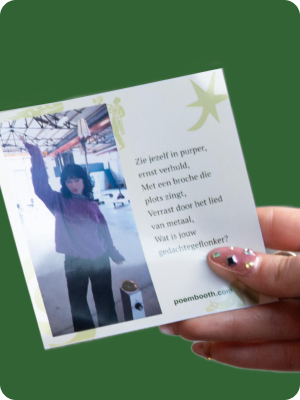 Zie jezelf in purper,
ernst verhuld,
Met een broche die
plots zingt,
Verrast door het lied
van metaal,
Wat is jouw
gedachtegeflonker?
poembooth.com